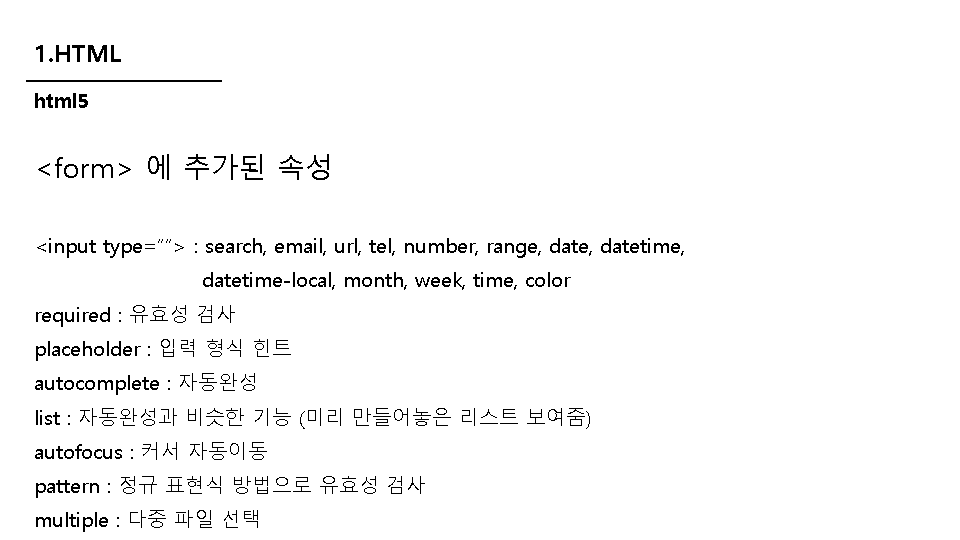 1.HTML
html5
<form> 에 추가된 속성
<input type=“”> : search, email, url, tel, number, range, date, datetime,
datetime-local, month, week, time, color
required : 유효성 검사
placeholder : 입력 형식 힌트
autocomplete : 자동완성
list : 자동완성과 비슷한 기능 (미리 만들어놓은 리스트 보여줌)
autofocus : 커서 자동이동
pattern : 정규 표현식 방법으로 유효성 검사
multiple : 다중 파일 선택